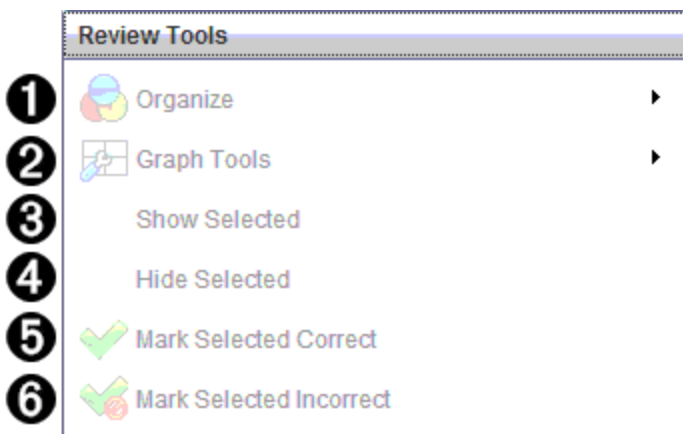 Review Tools
1 Organize
2 Graph Tools
3 Show Selected
4 Hide Selected
5 Mark Selected Correct
6 Mark Selected Incorrect